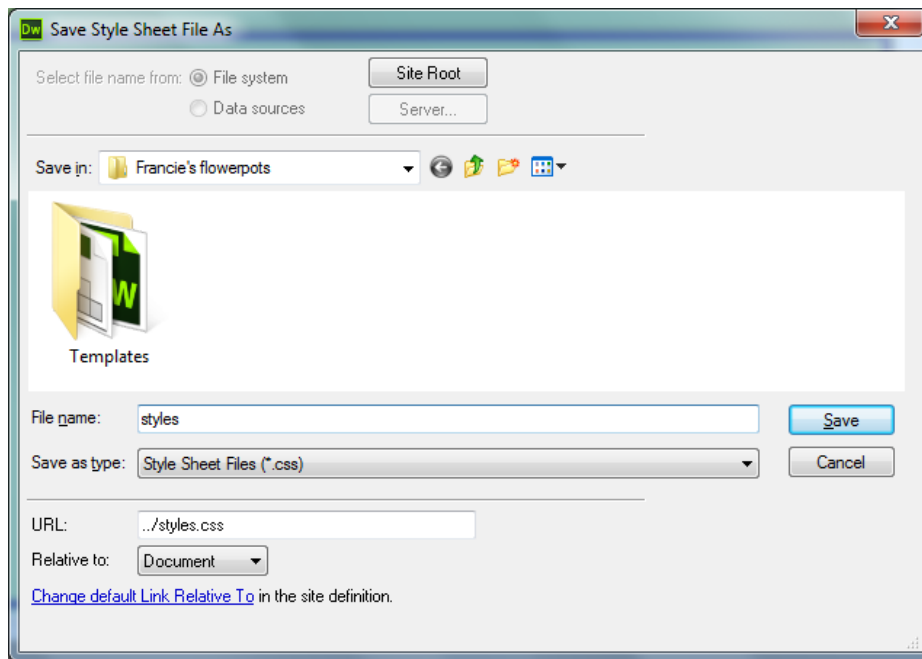 Dw Save Style Sheet File As
Select file name from: File system Site Root
Data sources Server...
Save in: Francie's flowerpots
W
Templates
File name: styles Save
Save as type: Style Sheet Files (*.css) Cancel
URL: ../styles.css
Relative to: Document
Change default Link Relative To in the site definition.